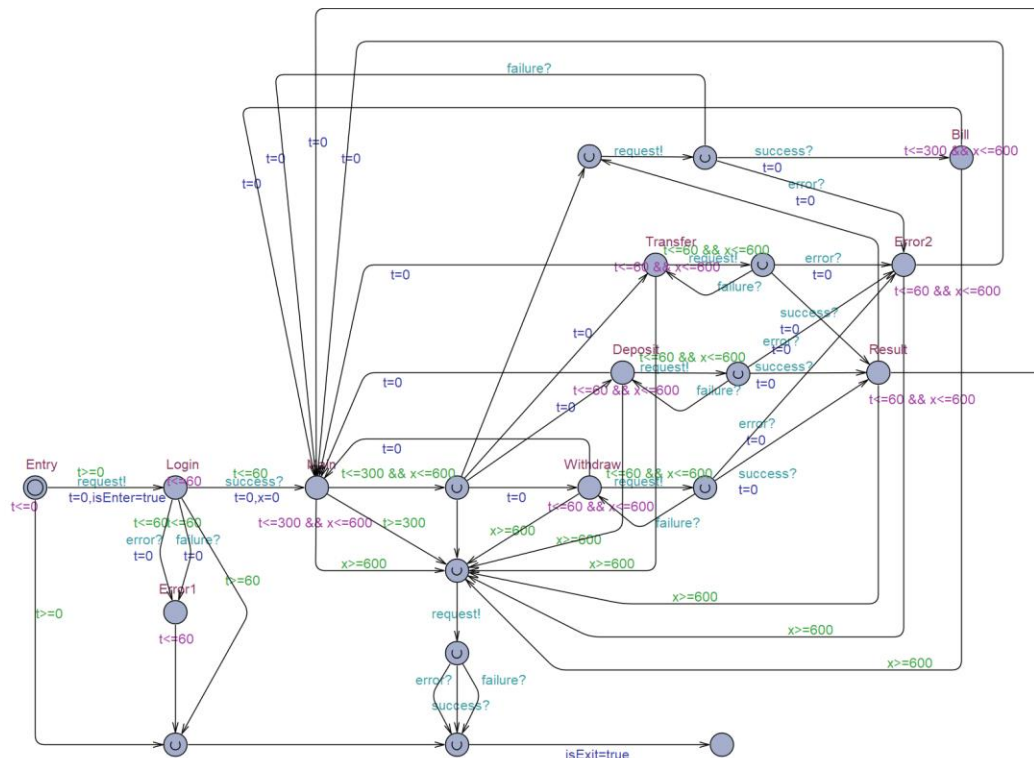 failure?
t=0
t=0
t=0
t=0
request!
success?
t=0
Bill
t<=300 && x<=600
error?
t=0
Transfer
t<=60 && x<=600
request!
t<=60 && x<=600
error?
t=0
Error2
t<=60 && x<=600
t=0
failure?
t=0
success?
t=0
error?
Deposit
t<=60 && x<=600
request!
success?
t=0
Result
t<=60 && x<=600
t<=60 && x<=600
t=0
failure?
t=0
error?
t=0
t=0
Entry
t>=0
request!
t<=0
t=0,isEnter=true
Login
t<=60
t<=60
success?
t=0,x=0
Main
t<=300 && x<=600
t<=300 && x<=600
t=0
Withdraw
t<=60 && x<=600
request!
t<=60 && x<=600
success?
t=0
failure?
t<=60
t<=60
error?
failure?
t=0
t=0
t>=300
x>=600
x>=600
x>=600
x>=600
t>=60
Error1
t<=60
t>=0
x>=600
x>=600
x>=600
request!
error?
failure?
success?
isExit=true
C
C
C
C
C
C
C
C
C
C
C